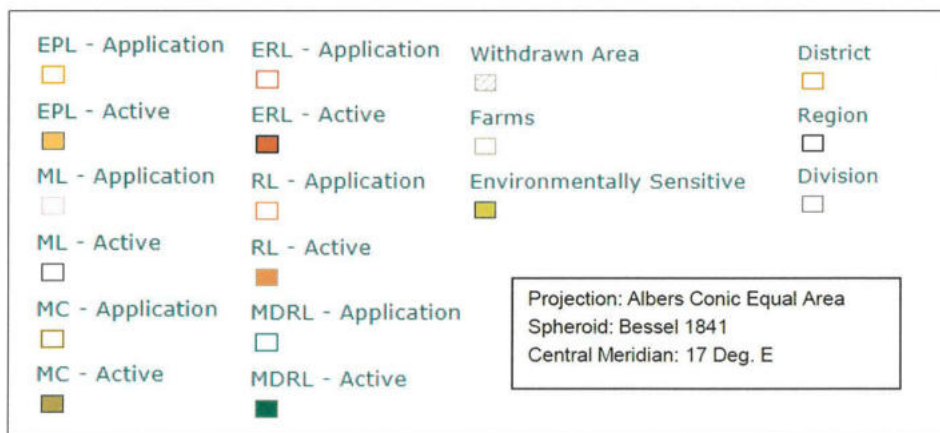 EPL - Application
EPL - Active
ML - Application
ML - Active
MC - Application
MC - Active
ERL - Application
ERL - Active
RL - Application
RL - Active
MDRL - Application
MDRL - Active
Withdrawn Area
Farms
Environmentally Sensitive
District
Region
Division
Projection: Albers Conic Equal Area
Spheroid: Bessel 1841
Central Meridian: 17 Deg. E